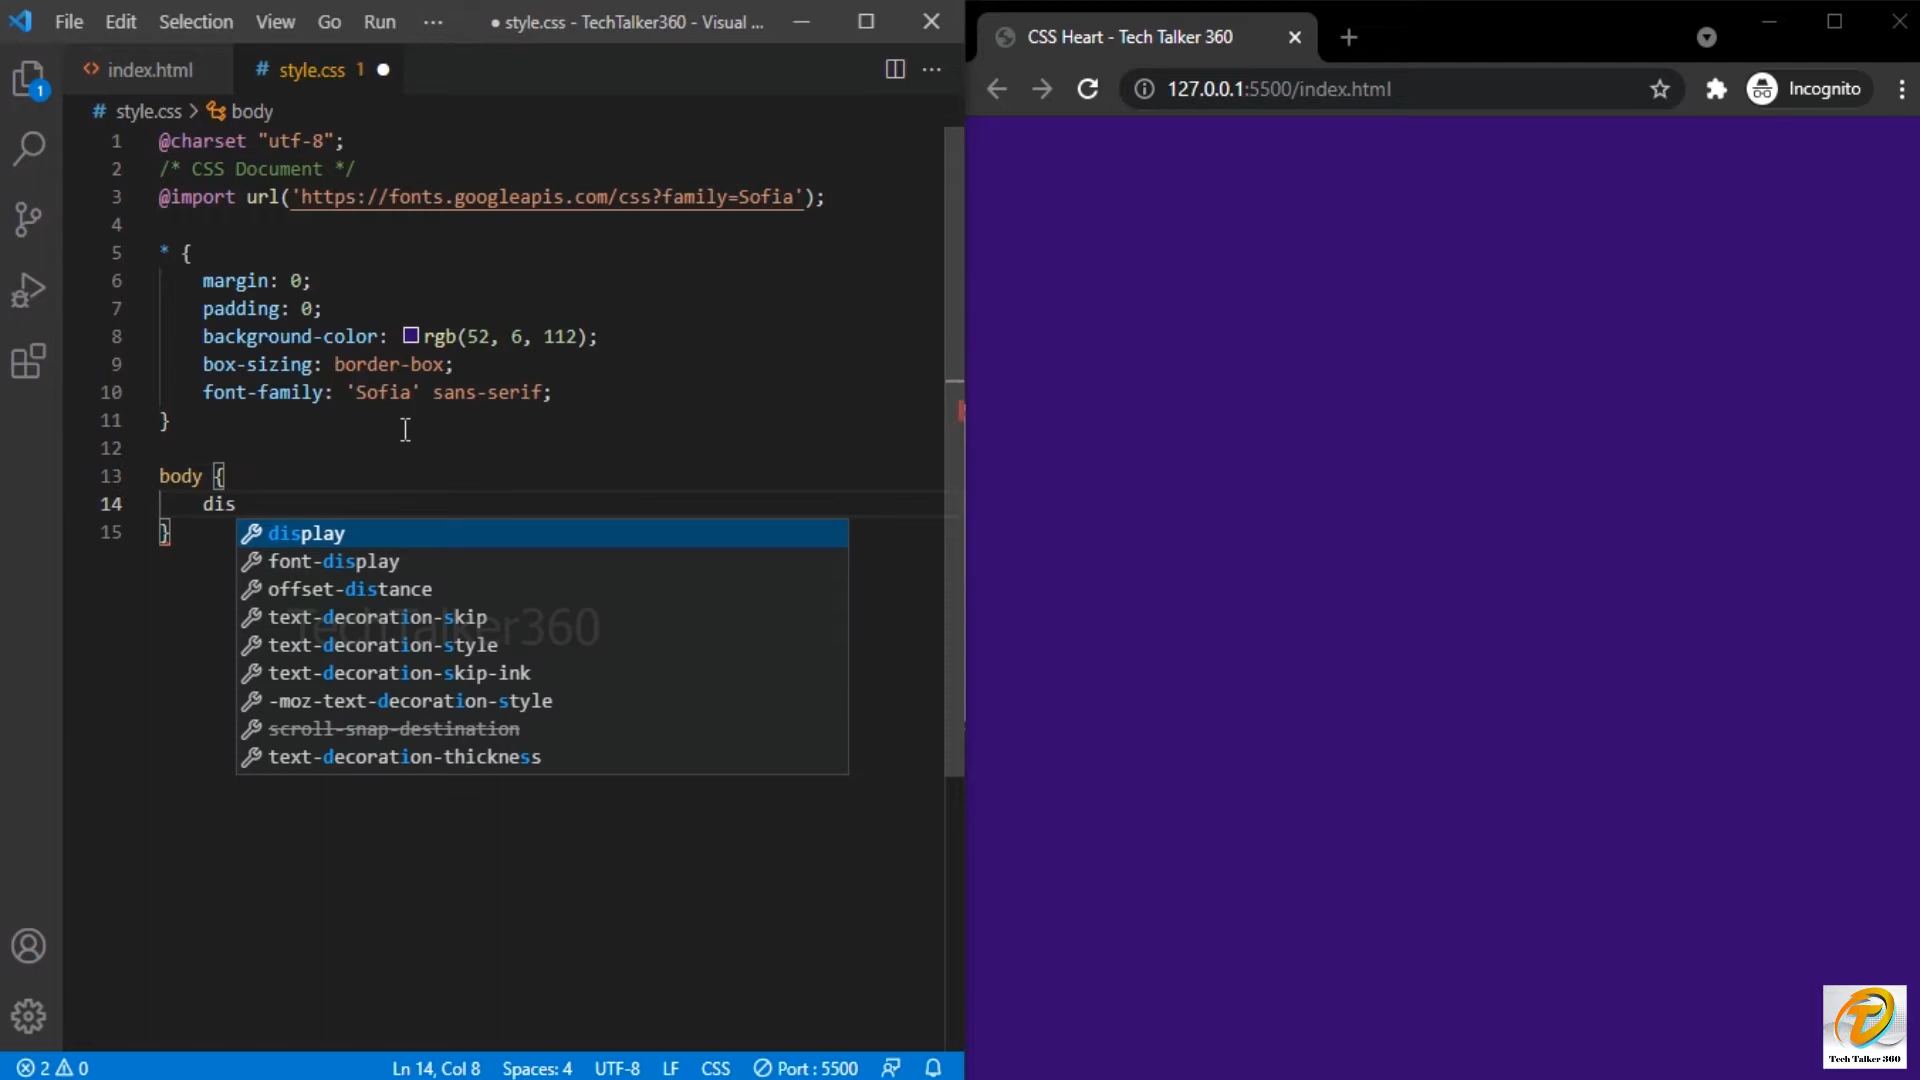 File Edit Selection View Go Run ··· ● style.css - TechTalker360 - Visual ...
index.html # style.css 1
# style.css > body
1 @charset "utf-8";
2 /* CSS Document */
3 @import url('https://fonts.googleapis.com/css?family=Sofia');
4
5 * {
6 margin: 0;
7 padding: 0;
8 background-color: rgb(52, 6, 112);
9 box-sizing: border-box;
10 font-family: 'Sofia' sans-serif;
11 }
12
13 body {
14 dis
15 }
display
font-display
offset-distance
text-decoration-skip
text-decoration-style
text-decoration-skip-ink
-moz-text-decoration-style
scroll-snap-destination
text-decoration-thickness
TechTalker360
1
2 0 Ln 14, Col 8 Spaces: 4 UTF-8 LF CSS Port : 5500
CSS Heart - Tech Talker 360
127.0.0.1:5500/index.html Incognito
Tech Talker 360